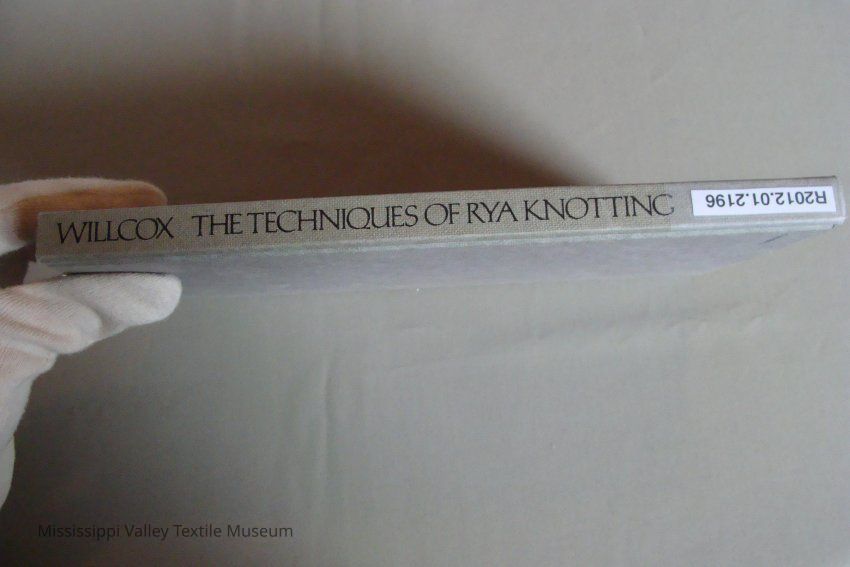 WILLCOX THE TECHNIQUES OF RYA KNOTTING
R2012.01.2196
Mississippi Valley Textile Museum